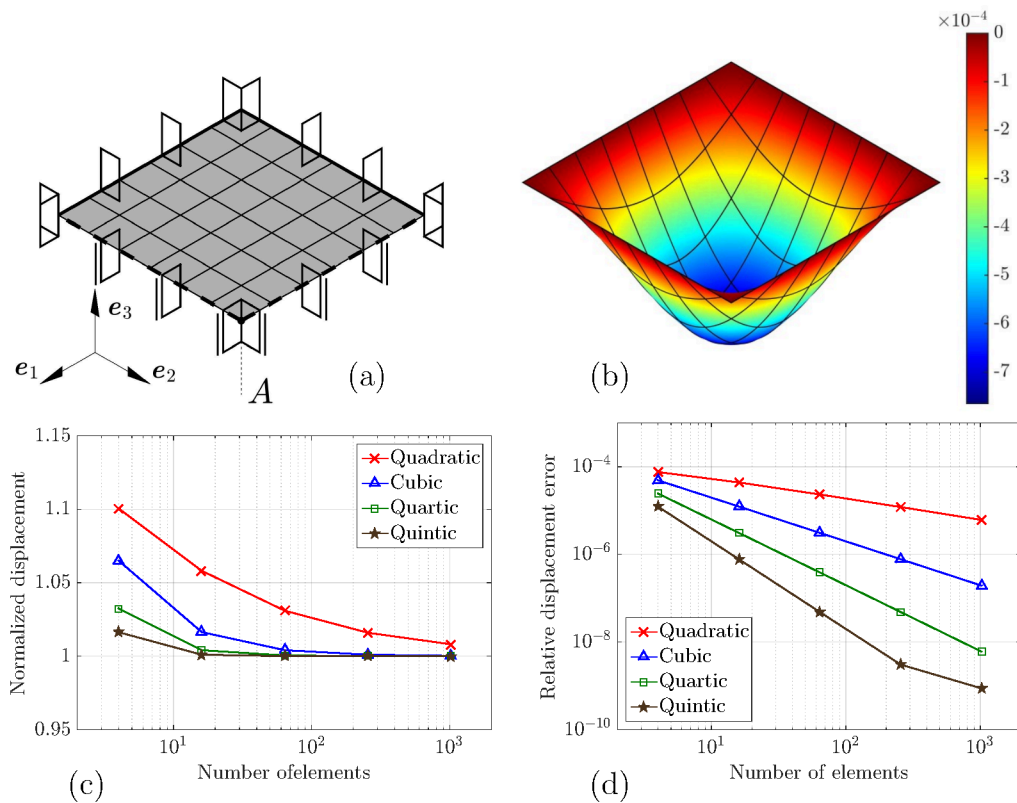 ×10⁻⁴
0
-1
-2
-3
-4
-5
-6
-7
e₃
e₁
e₂
A
(a)
(b)
1.15
1.1
1.05
1
0.95
Normalized displacement
Quadratic
Cubic
Quartic
Quintic
10¹
10²
10³
Number ofelements
(c)
10⁻⁴
10⁻⁶
10⁻⁸
10⁻¹⁰
Relative displacement error
Quadratic
Cubic
Quartic
Quintic
10¹
10²
10³
Number of elements
(d)